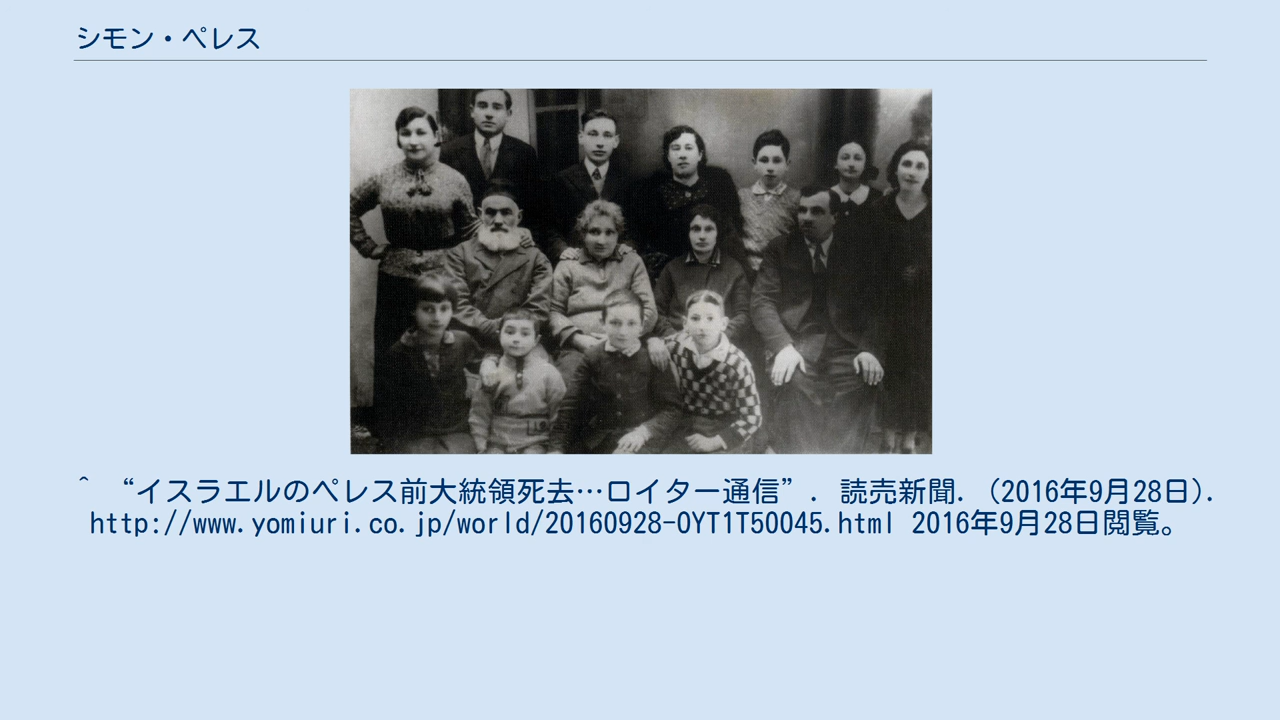 シモン・ペレス
^ “イスラエルのペレス前大統領死去…ロイター通信”. 読売新聞. (2016年9月28日).
http://www.yomiuri.co.jp/world/20160928-OYT1T50045.html 2016年9月28日閲覧。